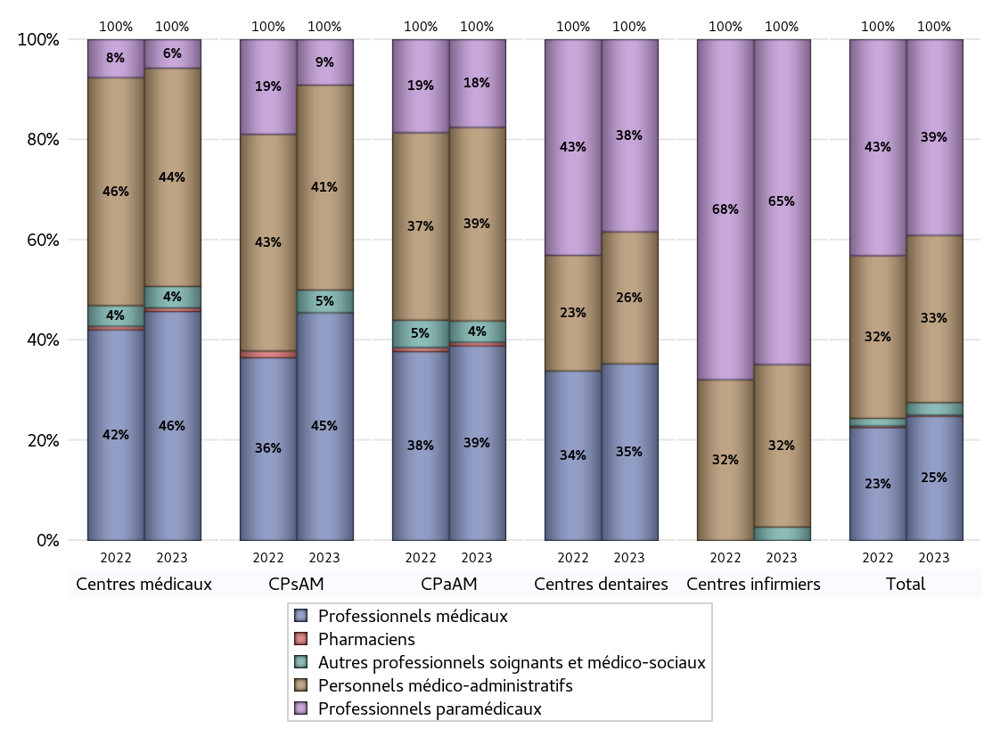 100% 100% 100% 100% 100% 100% 100% 100% 100% 100% 100% 100%
100%
80%
60%
40%
20%
0%
8% 46% 4% 42%
6% 44% 4% 46%
19% 43% 36%
9% 41% 5% 45%
19% 37% 5% 38%
18% 39% 4% 39%
43% 23% 34%
38% 26% 35%
68% 32%
65% 32%
43% 32% 23%
39% 33% 25%
2022 2023 2022 2023 2022 2023 2022 2023 2022 2023 2022 2023
Centres médicaux CPsAM CPaAM Centres dentaires Centres infirmiers Total
Professionnels médicaux
Pharmaciens
Autres professionnels soignants et médico-sociaux
Personnels médico-administratifs
Professionnels paramédicaux